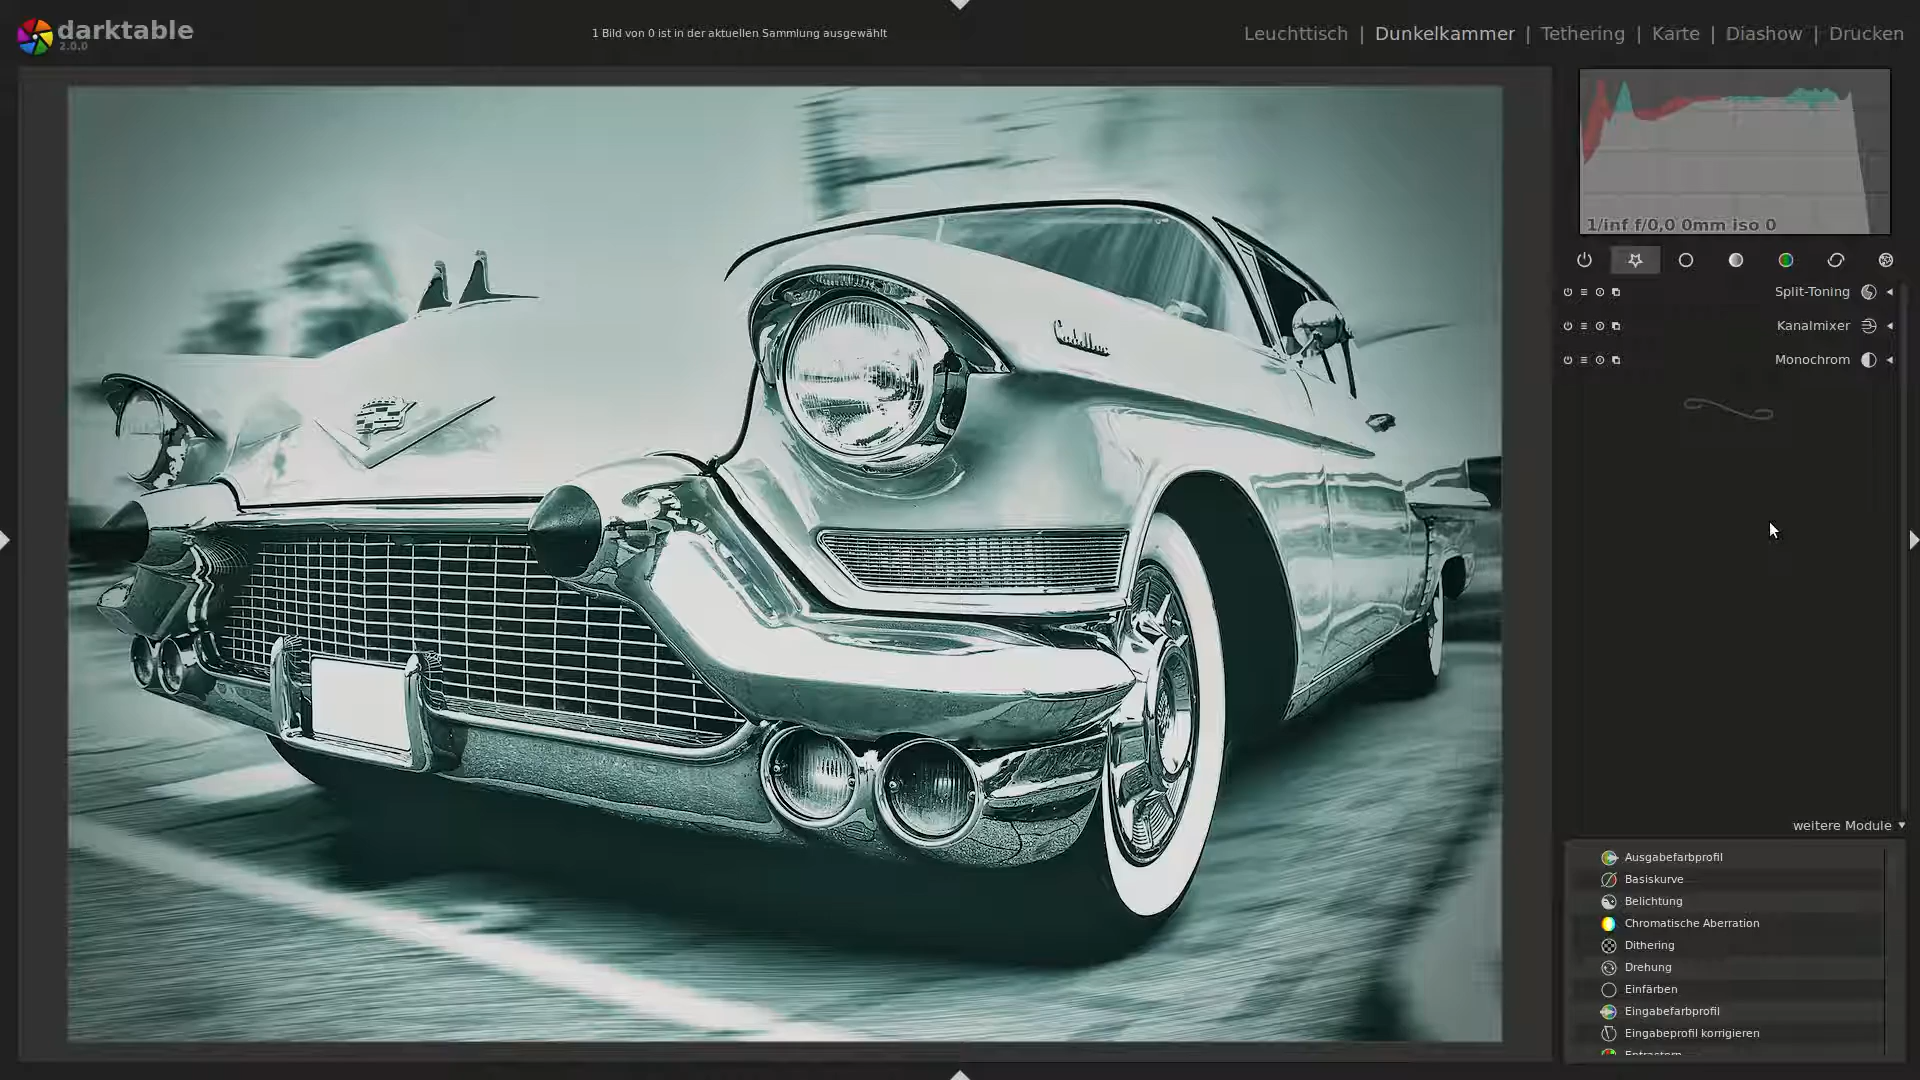 darktable
2.0.0
1 Bild von 0 ist in der aktuellen Sammlung ausgewählt
Leuchttisch | Dunkelkammer | Tethering | Karte | Diashow | Drucken
1/inf f/0,0 0mm iso 0
Split-Toning
Kanalmixer
Monochrom
Cadillac
weitere Module
Ausgabefarbprofil
Basiskurve
Belichtung
Chromatische Aberration
Dithering
Drehung
Einfärben
Eingabefarbprofil
Eingabeprofil korrigieren